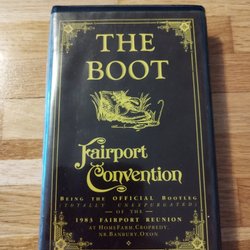 THE
BOOT
Fairport
Convention
BEING THE OFFICIAL BOOTLEG
(TOTALLY UNEXPURGATED)
OF THE
1983 FAIRPORT REUNION
AT HOME FARM, CROPREDY,
NR. BANBURY, OXON